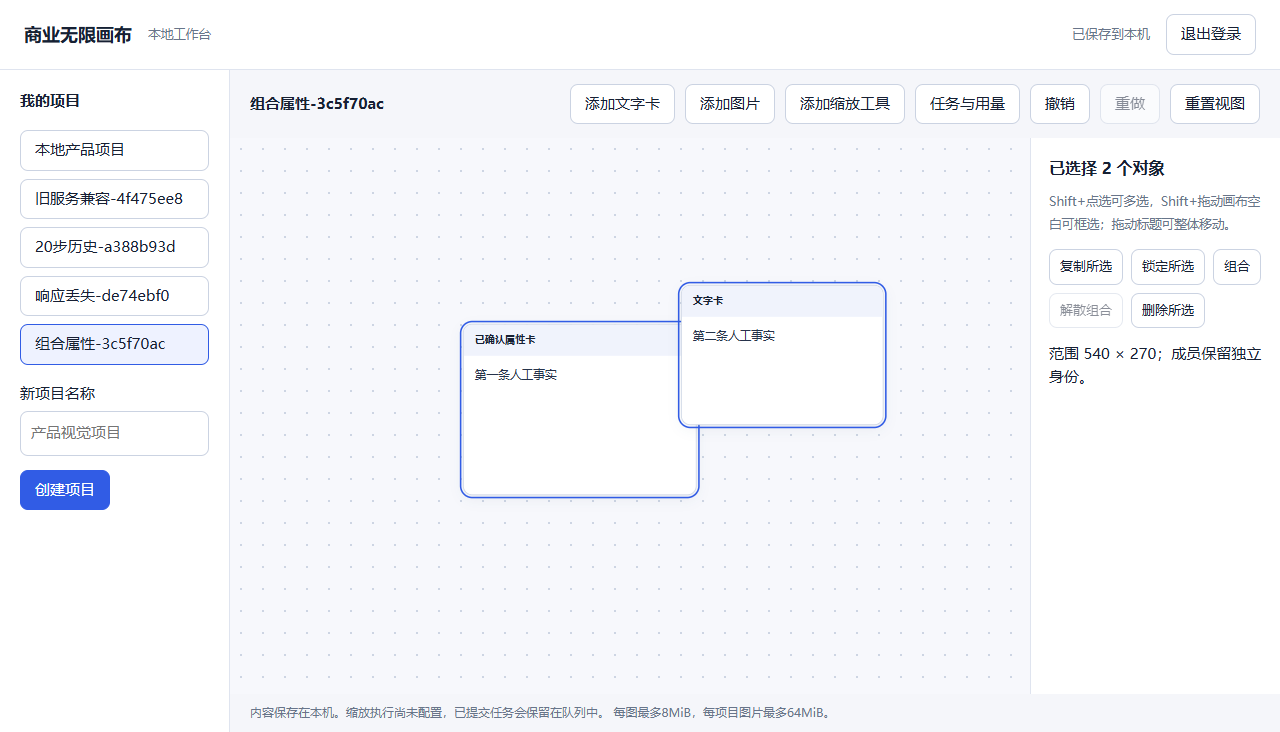 商业无限画布 本地工作台 已保存到本机 退出登录
我的项目
本地产品项目
旧服务兼容-4f475ee8
20步历史-a388b93d
响应丢失-de74ebf0
组合属性-3c5f70ac
新项目名称
产品视觉项目
创建项目
组合属性-3c5f70ac 添加文字卡 添加图片 添加缩放工具 任务与用量 撤销 重做 重置视图
已确认属性卡
第一条人工事实
文字卡
第二条人工事实
已选择 2 个对象
Shift+点选可多选，Shift+拖动画布空
白可框选；拖动标题可整体移动。
复制所选 锁定所选 组合
解散组合 删除所选
范围 540 × 270；成员保留独立
身份。
内容保存在本机。缩放执行尚未配置，已提交任务会保留在队列中。 每图最多8MiB，每项目图片最多64MiB。